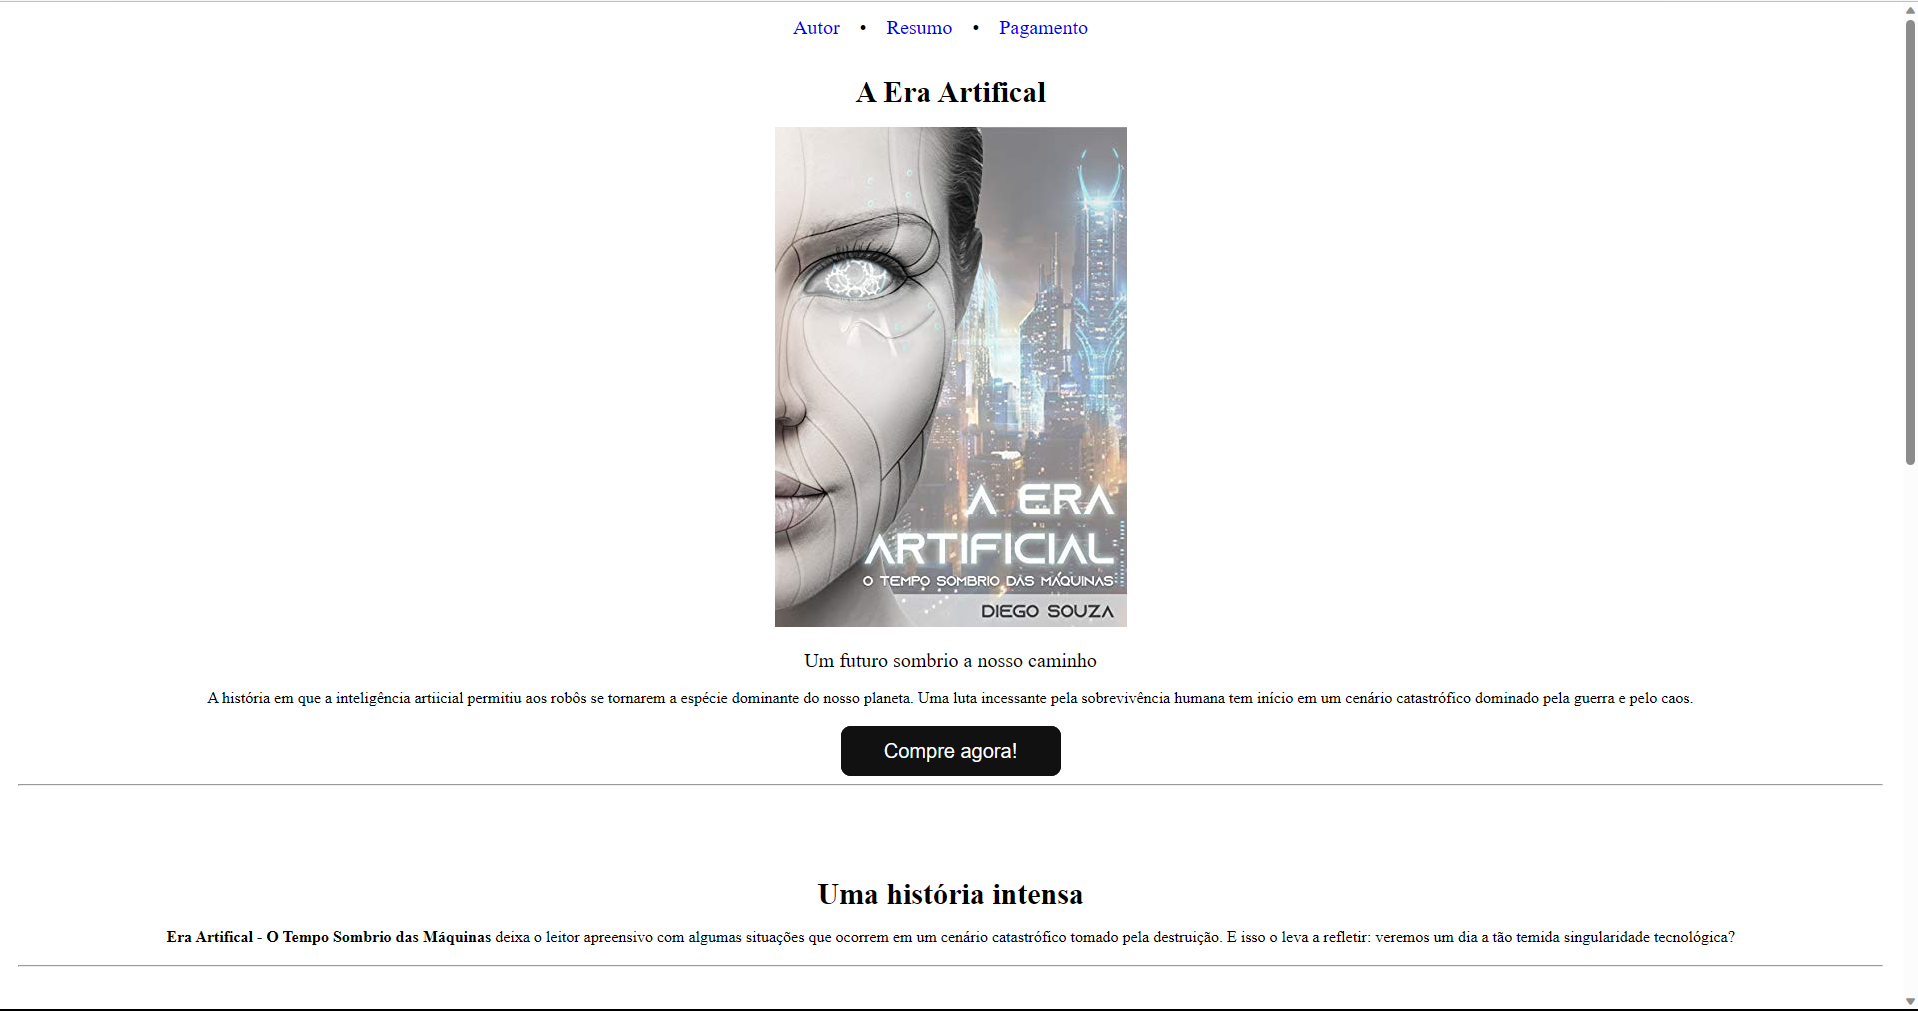 Autor • Resumo • Pagamento
A Era Artifical
A ERA
ARTIFICIAL
O TEMPO SOMBRIO DAS MÁQUINAS
DIEGO SOUZA
Um futuro sombrio a nosso caminho
A história em que a inteligência artiicial permitiu aos robôs se tornarem a espécie dominante do nosso planeta. Uma luta incessante pela sobrevivência humana tem início em um cenário catastrófico dominado pela guerra e pelo caos.
Compre agora!
Uma história intensa
Era Artifical - O Tempo Sombrio das Máquinas deixa o leitor apreensivo com algumas situações que ocorrem em um cenário catastrófico tomado pela destruição. E isso o leva a refletir: veremos um dia a tão temida singularidade tecnológica?